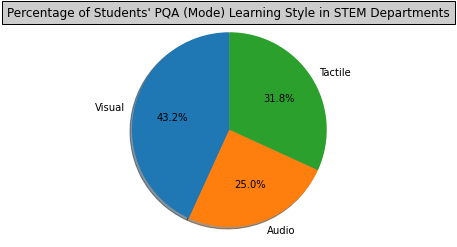 Percentage of Students' PQA (Mode) Learning Style in STEM Departments
Tactile
31.8%
Visual
43.2%
25.0%
Audio